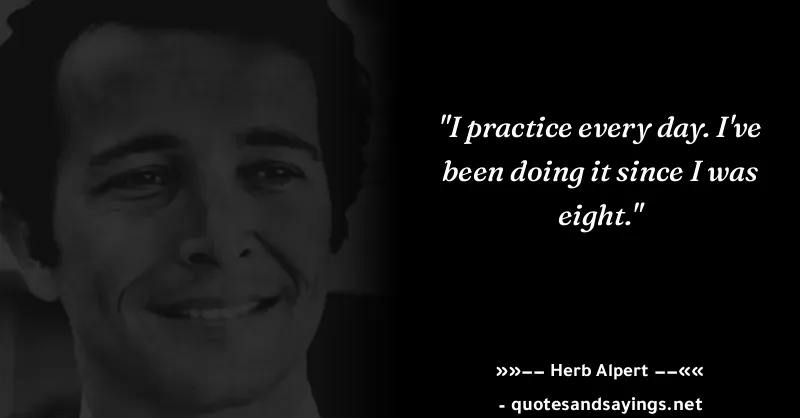 "I practice every day. I've
been doing it since I was
eight."
»»−− Herb Alpert −−««
- quotesandsayings.net